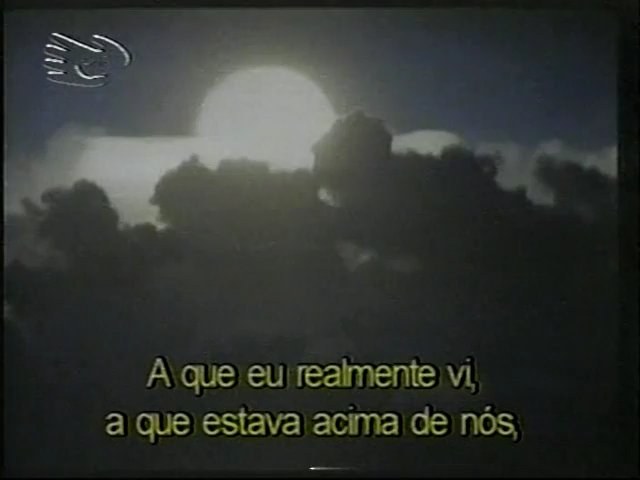 A que eu realmente vi,
a que estava acima de nós,